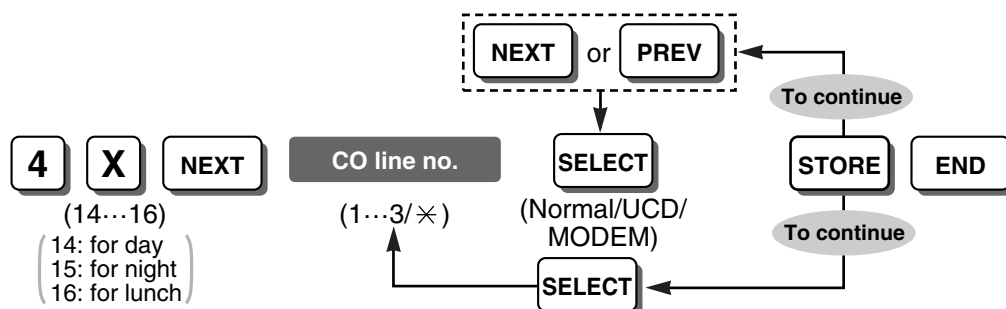 NEXT or PREV
To continue
4 X NEXT CO line no. SELECT STORE END
(14···16) (1···3/✳) (Normal/UCD/
MODEM)
To continue
14: for day
15: for night
16: for lunch
SELECT